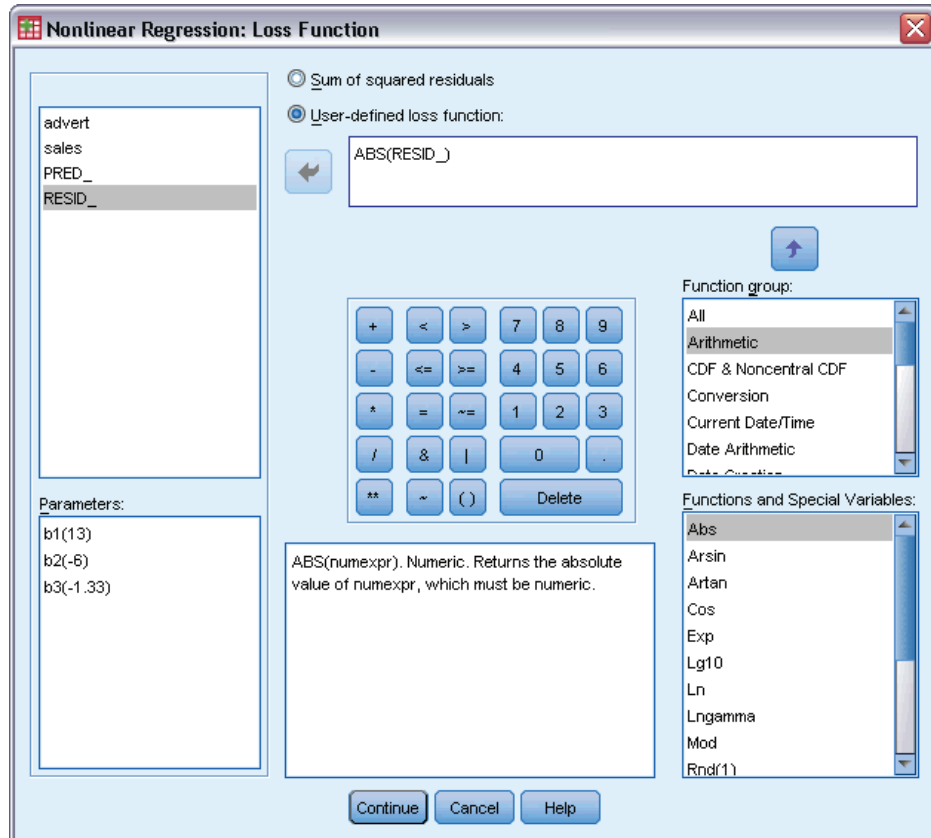 Nonlinear Regression: Loss Function
advert
sales
PRED_
RESID_
Sum of squared residuals
User-defined loss function:
ABS(RESID_)
+ < > 7 8 9
- <= >= 4 5 6
* = ~= 1 2 3
/ & | 0 .
** ~ ( ) Delete
Function group:
All
Arithmetic
CDF & Noncentral CDF
Conversion
Current Date/Time
Date Arithmetic
Date Creation
Parameters:
b1(13)
b2(-6)
b3(-1.33)
ABS(numexpr). Numeric. Returns the absolute
value of numexpr, which must be numeric.
Functions and Special Variables:
Abs
Arsin
Artan
Cos
Exp
Lg10
Ln
Lngamma
Mod
Rnd(1)
Continue Cancel Help